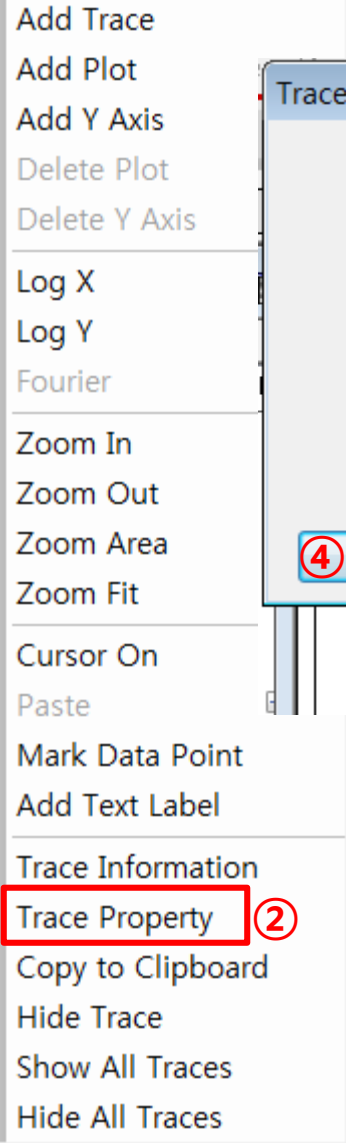 Add Trace
Add Plot
Add Y Axis
Delete Plot
Delete Y Axis
Log X
Log Y
Fourier
Zoom In
Zoom Out
Zoom Area
Zoom Fit
Cursor On
Paste
Mark Data Point
Add Text Label
Trace Information
Trace Property ②
Copy to Clipboard
Hide Trace
Show All Traces
Hide All Traces
Trace
④